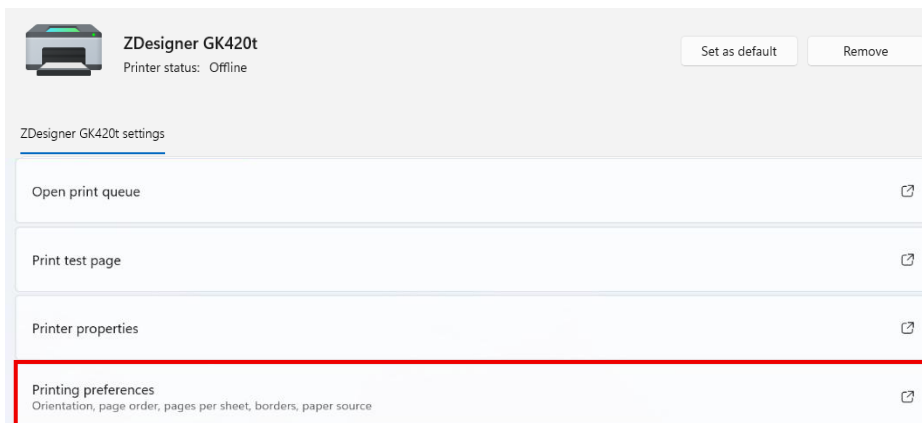 ZDesigner GK420t
Printer status: Offline
Set as default
Remove
ZDesigner GK420t settings
Open print queue
Print test page
Printer properties
Printing preferences
Orientation, page order, pages per sheet, borders, paper source